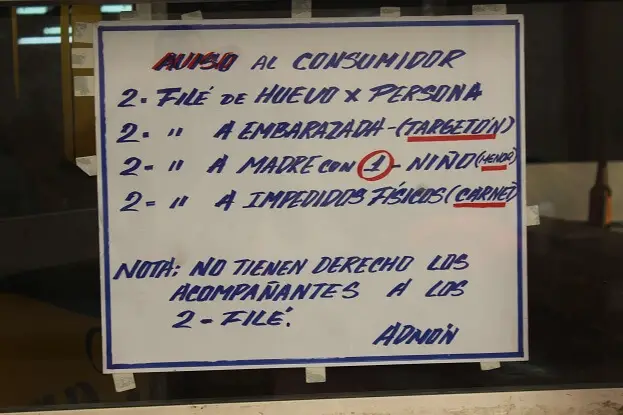 AVISO AL CONSUMIDOR
2- FILÉ DE HUEVO X PERSONA
2- " A EMBARAZADA-(TARGETÓN)
2- " A MADRE CON 1 - NIÑO (MENOR)
2- " A IMPEDIDOS FÍSICOS (CARNET)
NOTA: NO TIENEN DERECHO LOS
ACOMPAÑANTES A LOS
2- FILÉ.
ADMÓN